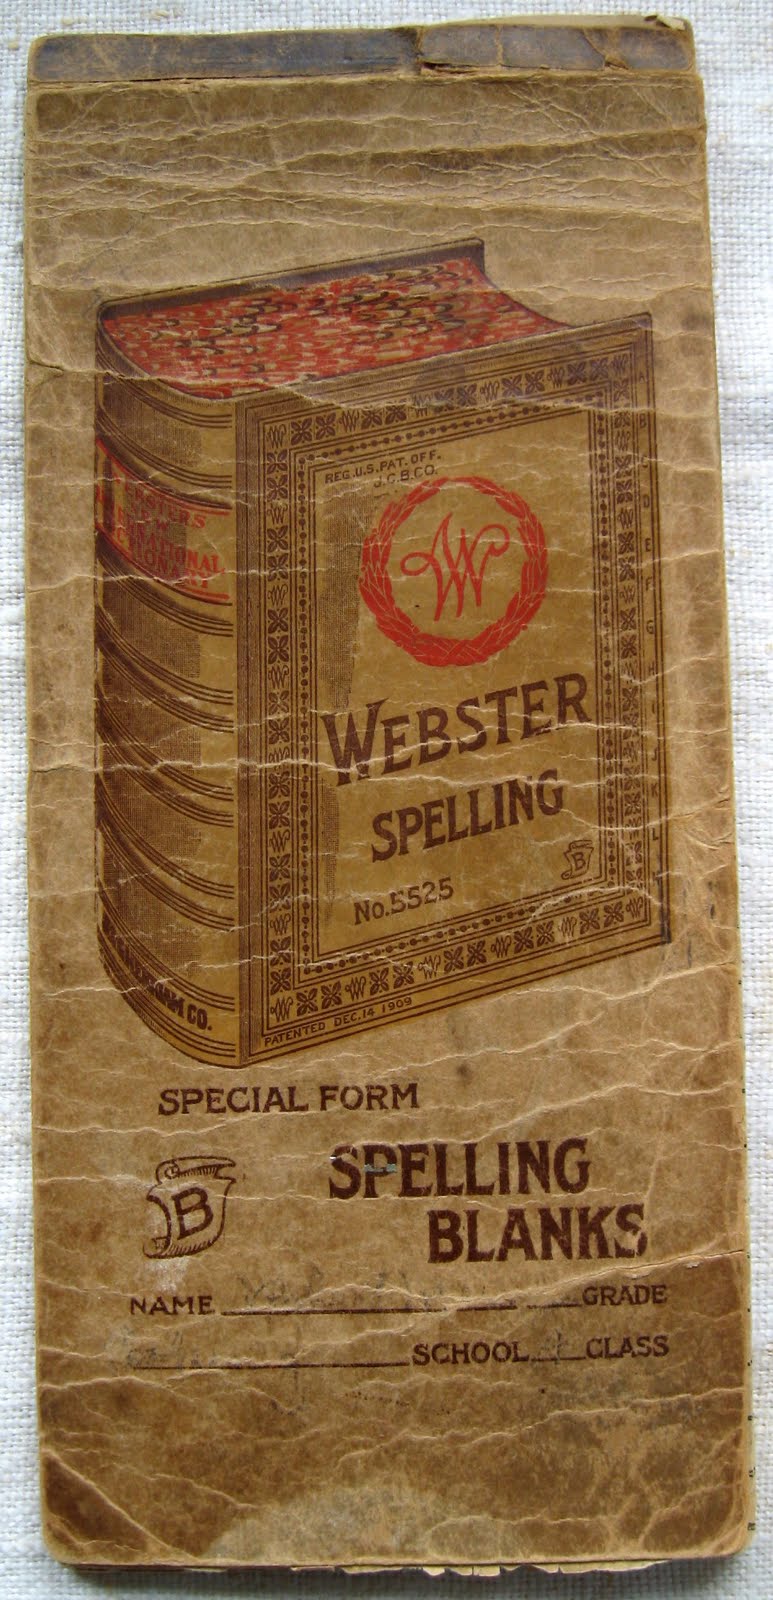 REG.U.S.PAT.OFF.
J.C.B.CO.
W
WEBSTER'S
NEW
INTERNATIONAL
DICTIONARY
WEBSTER
SPELLING
B
No.5525
CO.
PATENTED DEC.14 1909
A
B
C
D
E
F
G
H
I
J
K
L
SPECIAL FORM
B
SPELLING
BLANKS
NAME GRADE
SCHOOL CLASS